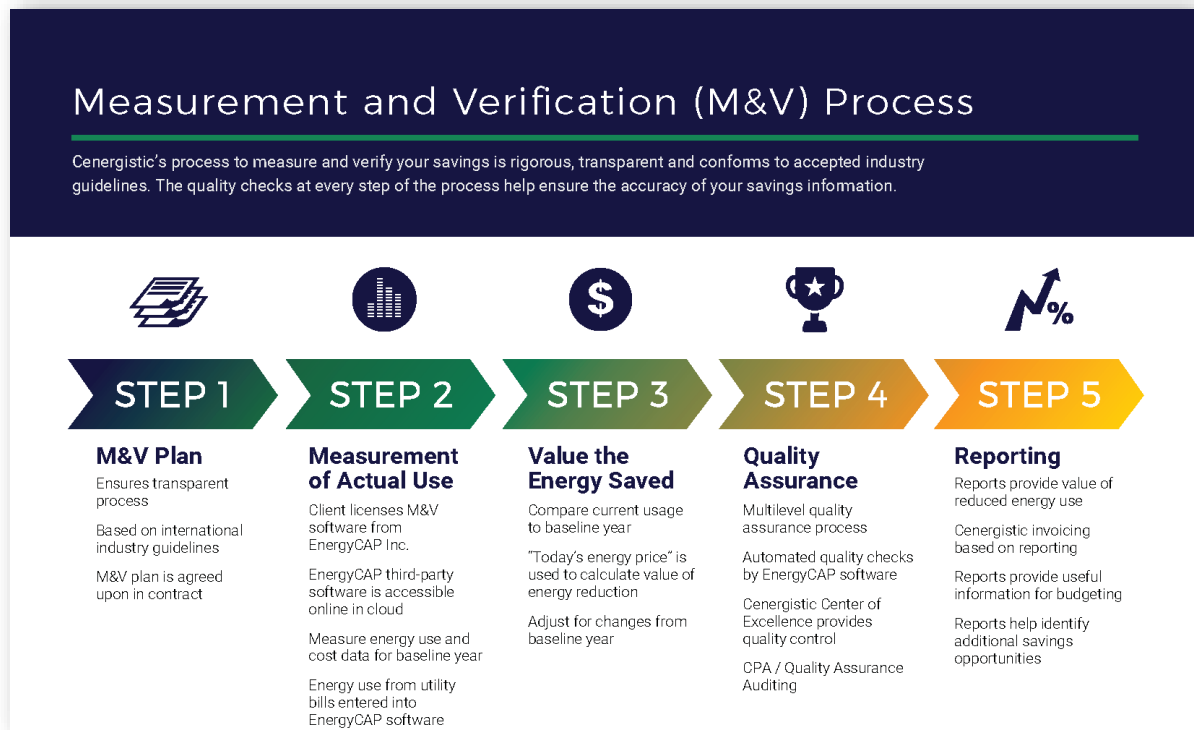 Measurement and Verification (M&V) Process
Cenergistic's process to measure and verify your savings is rigorous, transparent and conforms to accepted industry
guidelines. The quality checks at every step of the process help ensure the accuracy of your savings information.
$
%
STEP 1
STEP 2
STEP 3
STEP 4
STEP 5
M&V Plan
Ensures transparent
process
Based on international
industry guidelines
M&V plan is agreed
upon in contract
Measurement
of Actual Use
Client licenses M&V
software from
EnergyCAP Inc.
EnergyCAP third-party
software is accessible
online in cloud
Measure energy use and
cost data for baseline year
Energy use from utility
bills entered into
EnergyCAP software
Value the
Energy Saved
Compare current usage
to baseline year
"Today's energy price" is
used to calculate value of
energy reduction
Adjust for changes from
baseline year
Quality
Assurance
Multilevel quality
assurance process
Automated quality checks
by EnergyCAP software
Cenergistic Center of
Excellence provides
quality control
CPA / Quality Assurance
Auditing
Reporting
Reports provide value of
reduced energy use
Cenergistic invoicing
based on reporting
Reports provide useful
information for budgeting
Reports help identify
additional savings
opportunities